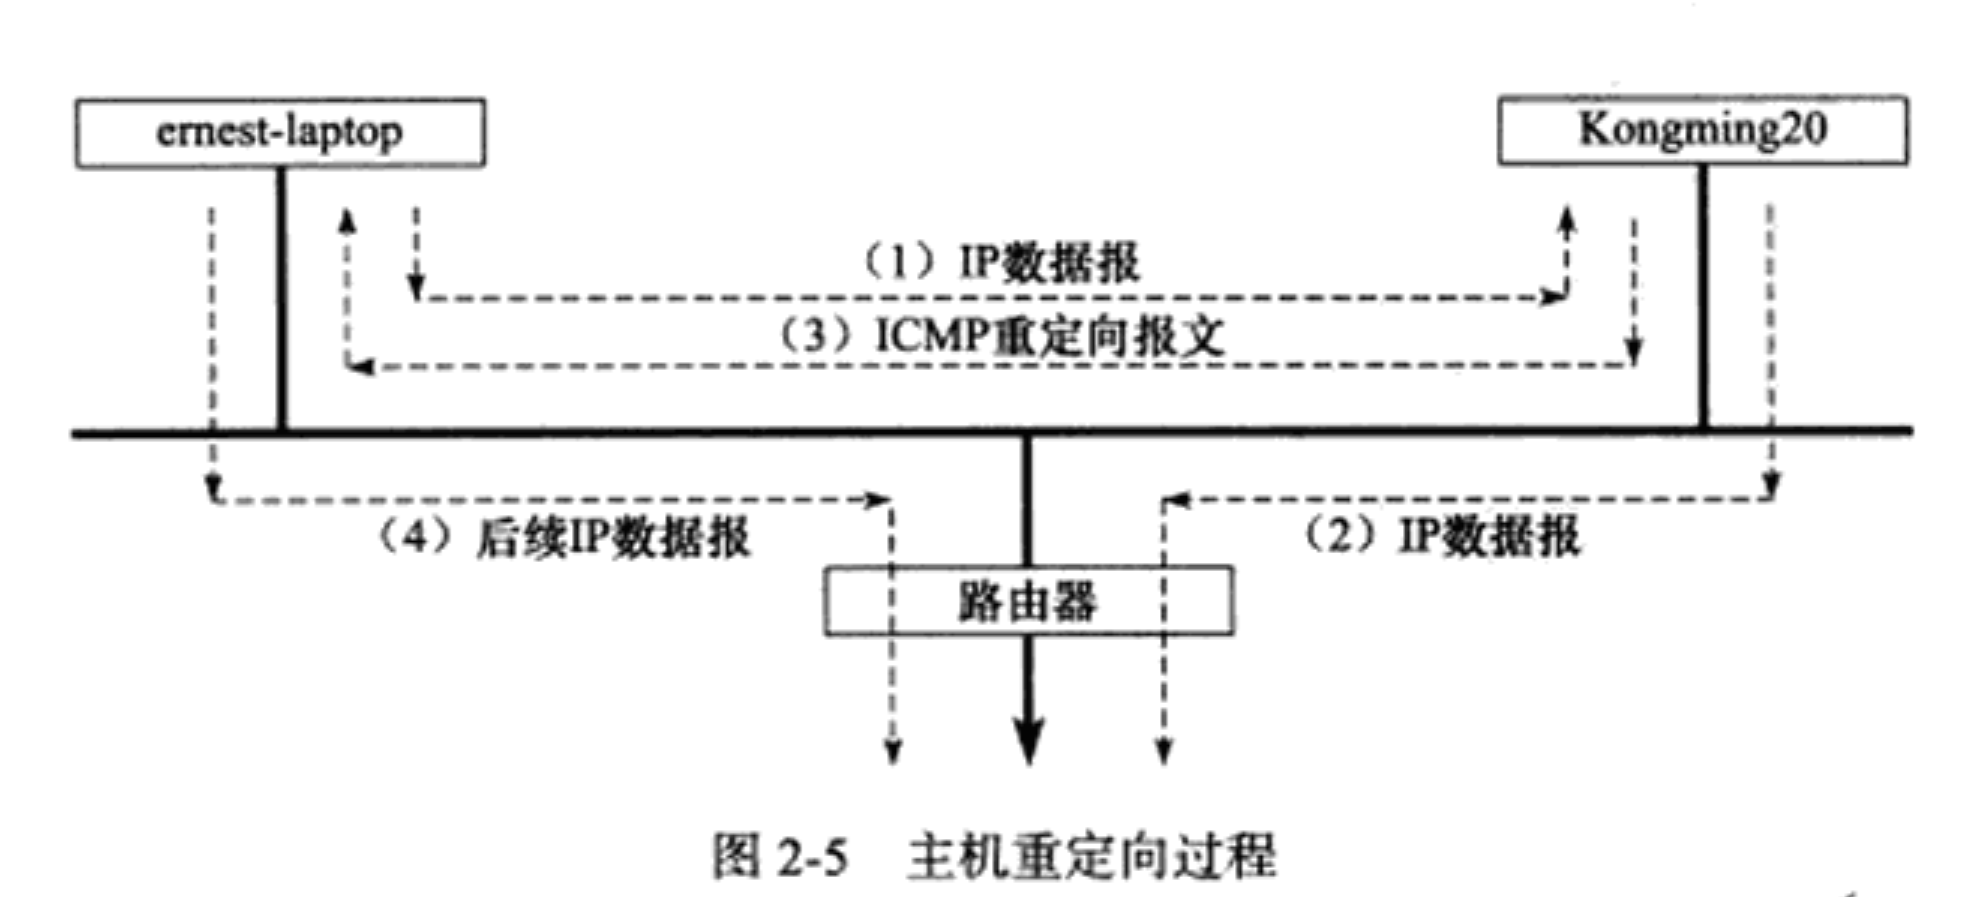 ernest-laptop
Kongming20
（1）IP数据报
（3）ICMP重定向报文
（4）后续IP数据报
（2）IP数据报
路由器
图 2-5 主机重定向过程